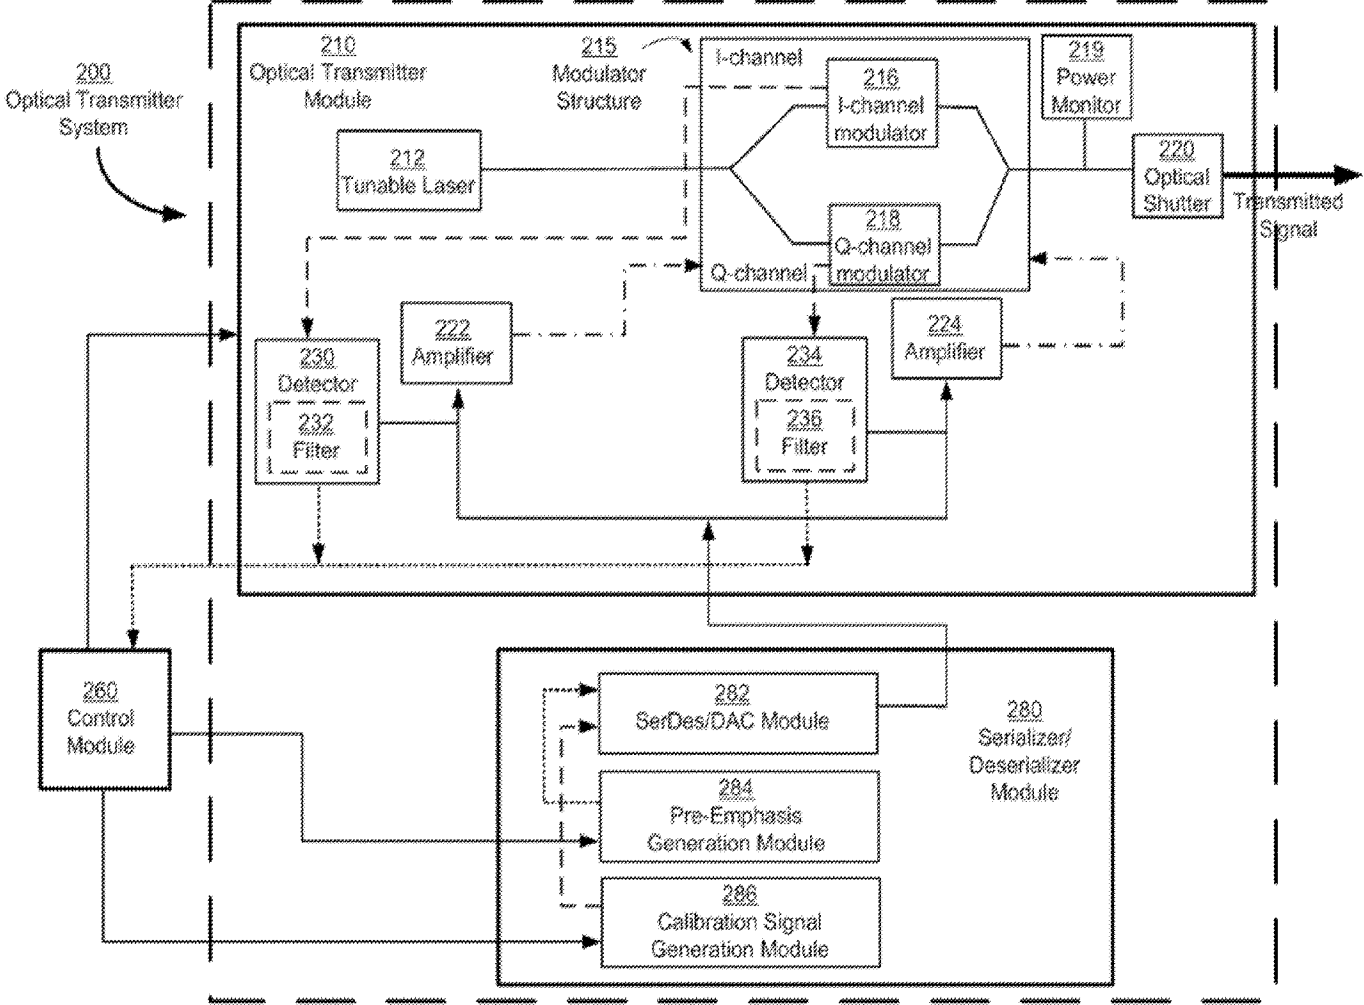 200
Optical Transmitter
System
210
Optical Transmitter
Module
215
Modulator
Structure
I-channel
216
I-channel
modulator
219
Power
Monitor
212
Tunable Laser
220
Optical
Shutter
Transmitted
Signal
218
Q-channel
modulator
Q-channel
222
Amplifier
224
Amplifier
230
Detector
232
Filter
234
Detector
236
Filter
260
Control
Module
282
SerDes/DAC Module
280
Serializer/
Deserializer
Module
284
Pre-Emphasis
Generation Module
286
Calibration Signal
Generation Module